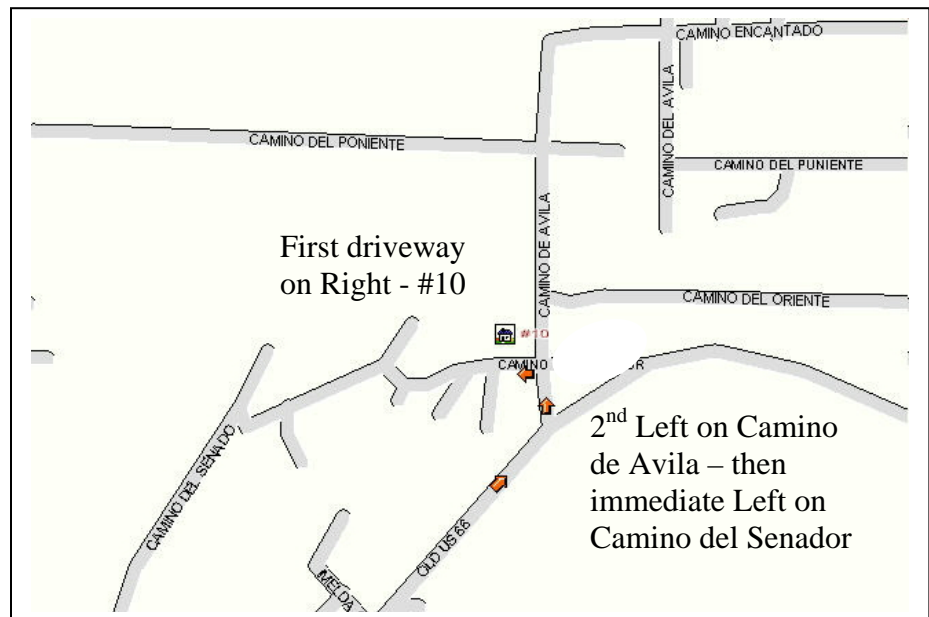 CAMINO ENCANTADO
CAMINO DEL AVILA
CAMINO DEL PONIENTE
CAMINO DEL PUNIENTE
CAMINO DE AVILA
First driveway
on Right - #10
CAMINO DEL ORIENTE
#10
CAMINO
OR
2nd Left on Camino
de Avila – then
immediate Left on
Camino del Senador
CAMINO DEL SENADO
OLD US 66
MELDA